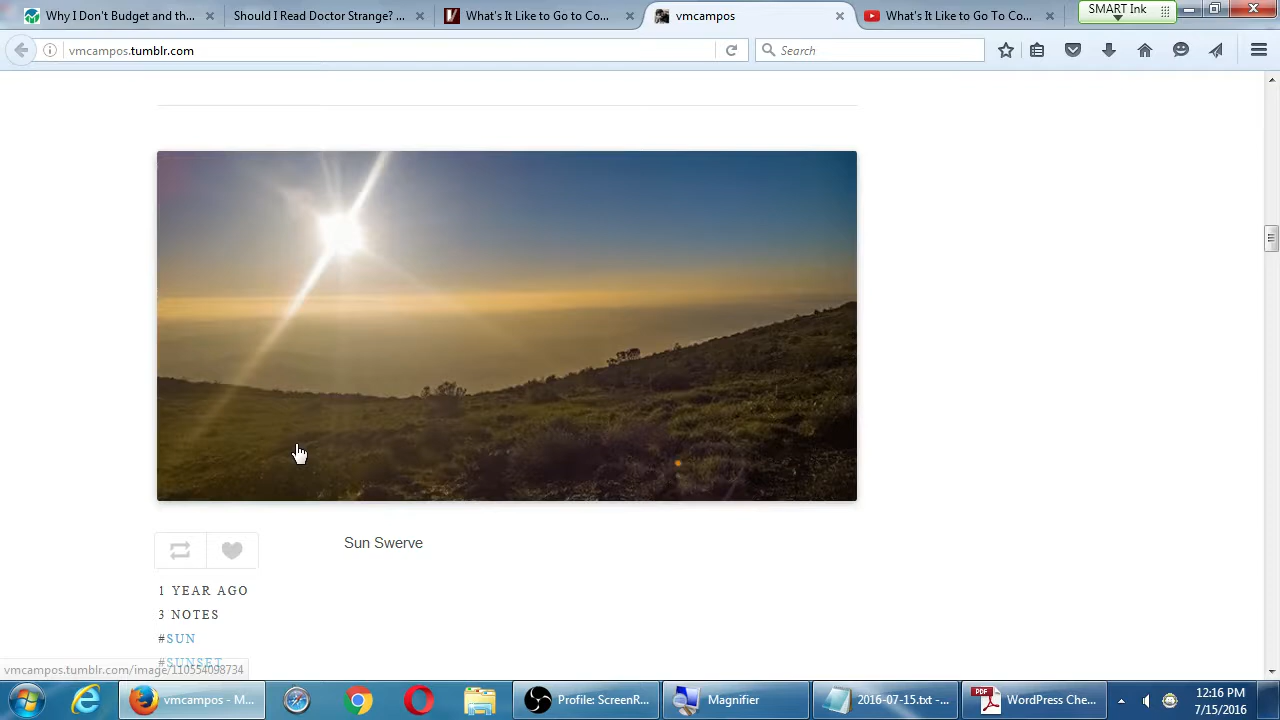 Why I Don't Budget and h...
Should I Read Doctor Strange? ...
What's It Like to Go To Co...
vmcampos
What's It Like to Go To Co...
SMART Ink
vmcampos.tumblr.com
Search
Sun Swerve
1 YEAR AGO
3 NOTES
#SUN
#SUNSET
vmcampos.tumblr.com/image/110554098734
vmcampos - M...
Profile: ScreenR...
Magnifier
2016-07-15.txt -...
PDF
WordPress Che...
12:16 PM
7/15/2016